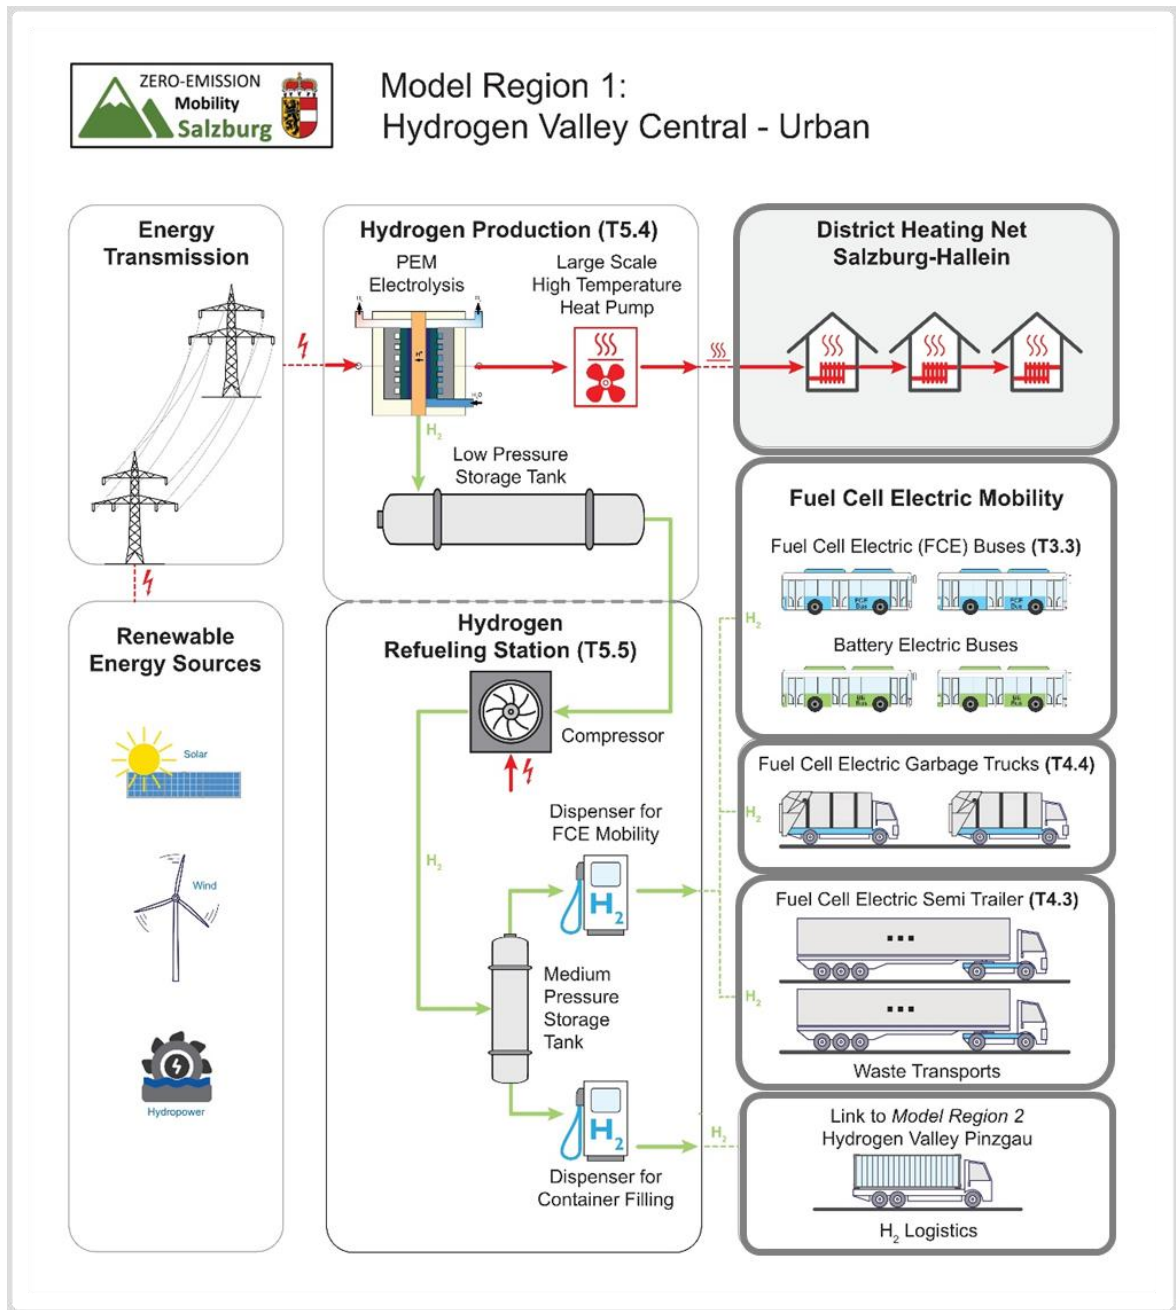 ZERO-EMISSION
Mobility
Salzburg
Model Region 1:
Hydrogen Valley Central - Urban
Energy
Transmission
Renewable
Energy Sources
Solar
Wind
Hydropower
Hydrogen Production (T5.4)
PEM
Electrolysis
Large Scale
High Temperature
Heat Pump
H₂
Low Pressure
Storage Tank
Hydrogen
Refueling Station (T5.5)
Compressor
H₂
Dispenser for
FCE Mobility
H₂
Medium
Pressure
Storage
Tank
H₂
Dispenser for
Container Filling
District Heating Net
Salzburg-Hallein
Fuel Cell Electric Mobility
Fuel Cell Electric (FCE) Buses (T3.3)
FCE
Bus
FCE
Bus
H₂
Battery Electric Buses
Fuel Cell Electric Garbage Trucks (T4.4)
H₂
Fuel Cell Electric Semi Trailer (T4.3)
H₂
Waste Transports
H₂
Link to Model Region 2
Hydrogen Valley Pinzgau
H₂ Logistics